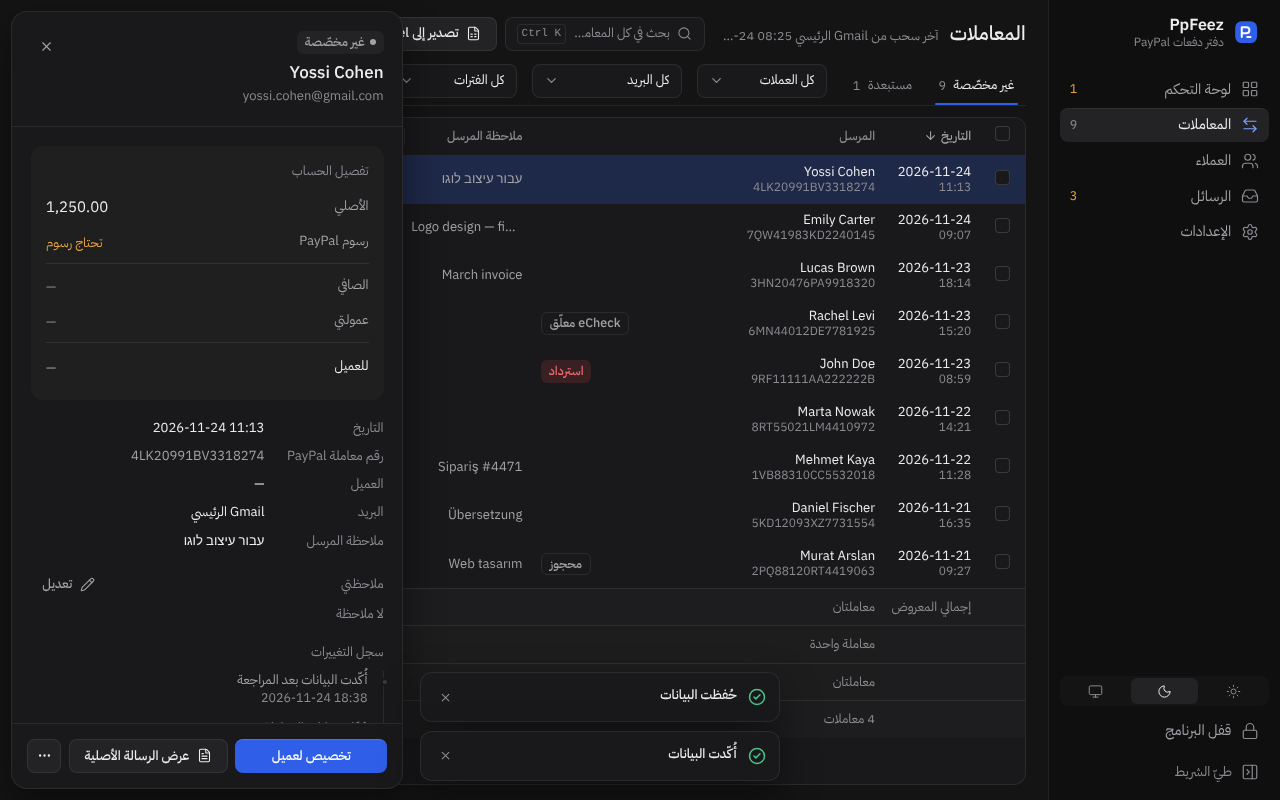 PpFeez
دفتر دفعات PayPal
لوحة التحكم 1
المعاملات 9
العملاء
الرسائل 3
الإعدادات
قفل البرنامج
طيّ الشريط
المعاملات
آخر سحب من Gmail الرئيسي 08:25 24-...
بحث في كل المعامـ... Ctrl K
تصدير إلى
غير مخصّصة 9
مستبعدة 1
كل العملات
كل البريد
كل الفترات
التاريخ
المرسل
ملاحظة المرسل
2026-11-24 Yossi Cohen עבור עיצוב לוגו
11:13 4LK20991BV3318274
2026-11-24 Emily Carter Logo design — fi...
09:07 7QW41983KD2240145
2026-11-23 Lucas Brown March invoice
18:14 3HN20476PA9918320
2026-11-23 Rachel Levi eCheck معلّق
15:20 6MN44012DE7781925
2026-11-23 John Doe استرداد
08:59 9RF11111AA222222B
2026-11-22 Marta Nowak
14:21 8RT55021LM4410972
2026-11-22 Mehmet Kaya Sipariş #4471
11:28 1VB88310CC5532018
2026-11-21 Daniel Fischer Übersetzung
16:35 5KD12093XZ7731554
2026-11-21 Murat Arslan محجوز Web tasarım
09:27 2PQ88120RT4419063
إجمالي المعروض معاملتان
معاملة واحدة
معاملتان
4 معاملات
حُفظت البيانات
أُكّدت البيانات
غير مخصّصة
Yossi Cohen
yossi.cohen@gmail.com
تفصيل الحساب
الأصلي 1,250.00
رسوم PayPal تحتاج رسوم
الصافي —
عمولتي —
للعميل —
التاريخ 2026-11-24 11:13
رقم معاملة PayPal 4LK20991BV3318274
العميل —
البريد Gmail الرئيسي
ملاحظة المرسل עבור עיצוב לוגו
ملاحظتي تعديل
لا ملاحظة
سجل التغييرات
أُكّدت البيانات بعد المراجعة
2026-11-24 18:38
تخصيص لعميل
عرض الرسالة الأصلية